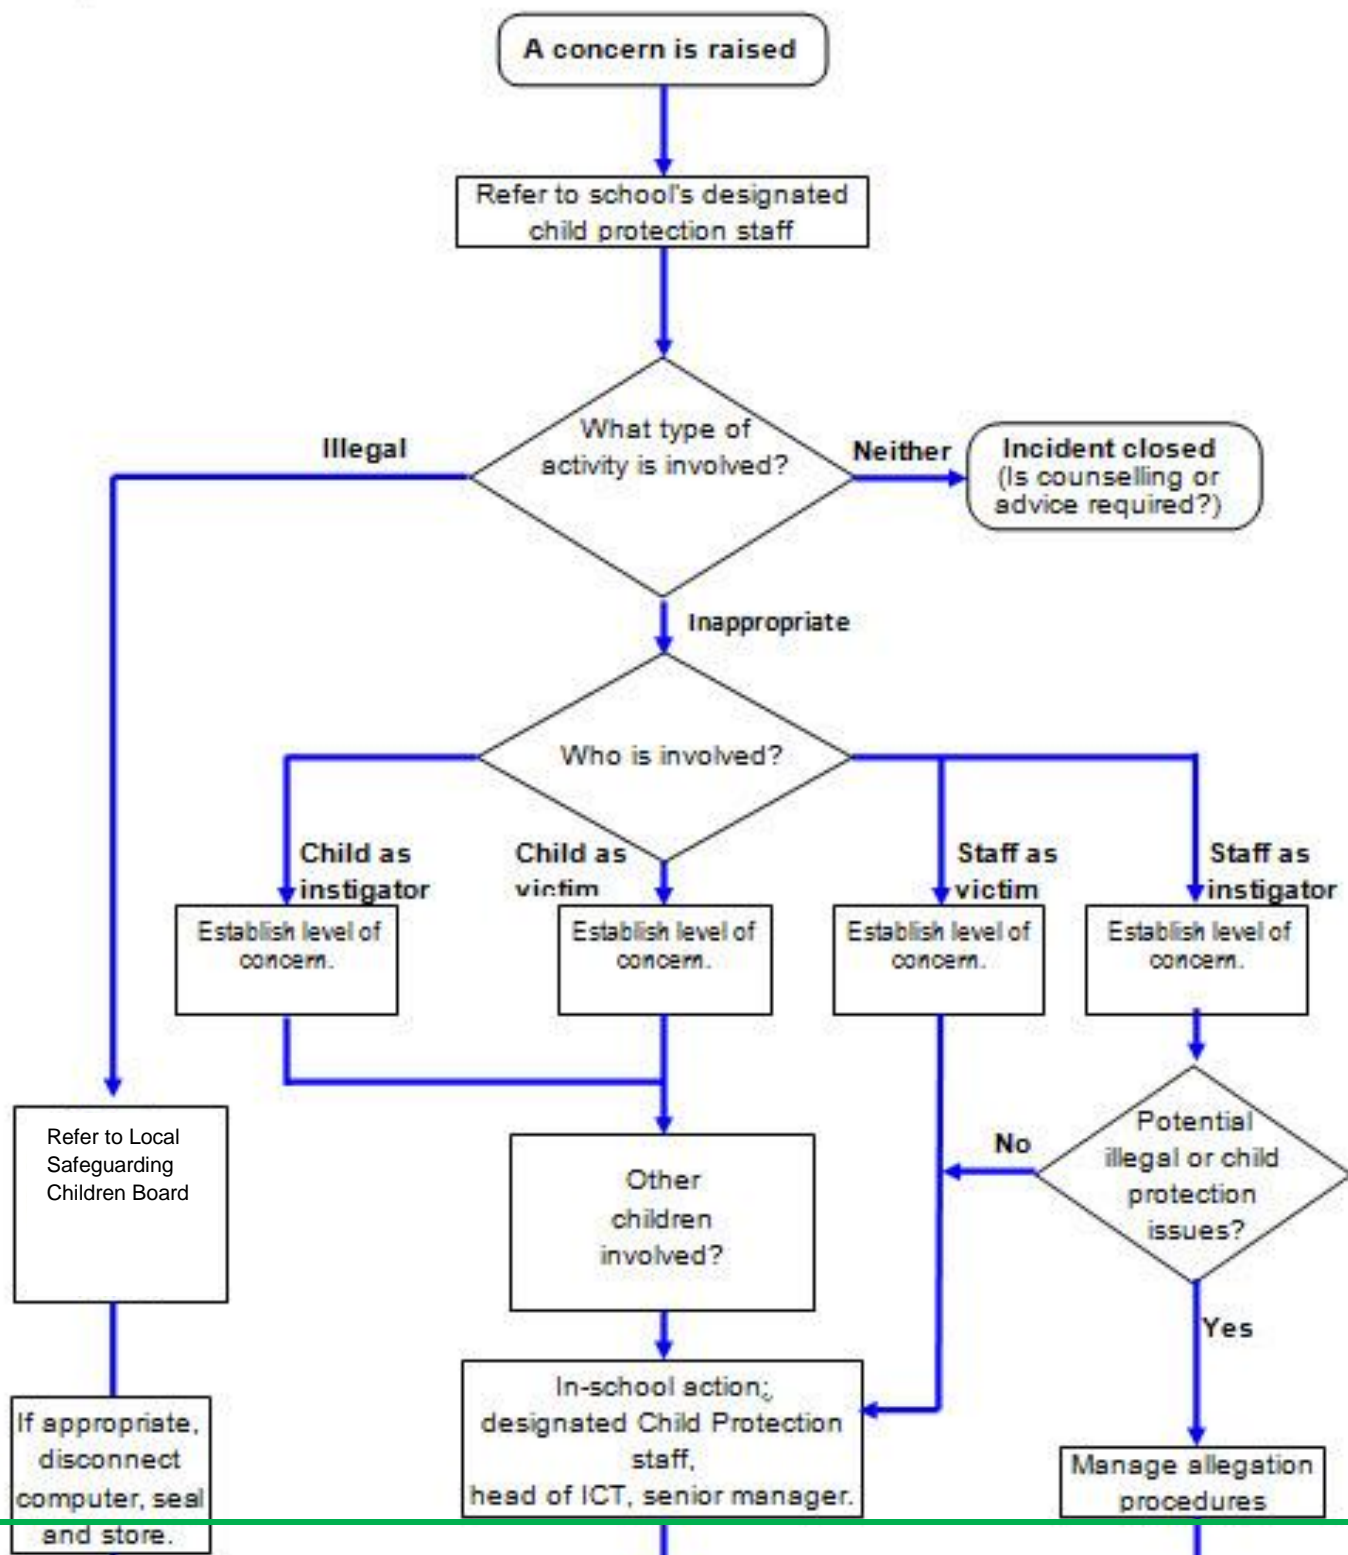 A concern is raised
Refer to school's designated
child protection staff
What type of
activity is involved?
Illegal
Neither
Incident closed
(Is counselling or
advice required?)
Inappropriate
Who is involved?
Child as
instigator
Child as
victim
Staff as
victim
Staff as
instigator
Establish level of
concern.
Establish level of
concern.
Establish level of
concern.
Establish level of
concern.
Refer to Local
Safeguarding
Children Board
Other
children
involved?
No
Potential
illegal or child
protection
issues?
Yes
If appropriate,
disconnect
computer, seal
and store.
In-school action;
designated Child Protection
staff,
head of ICT, senior manager.
Manage allegation
procedures